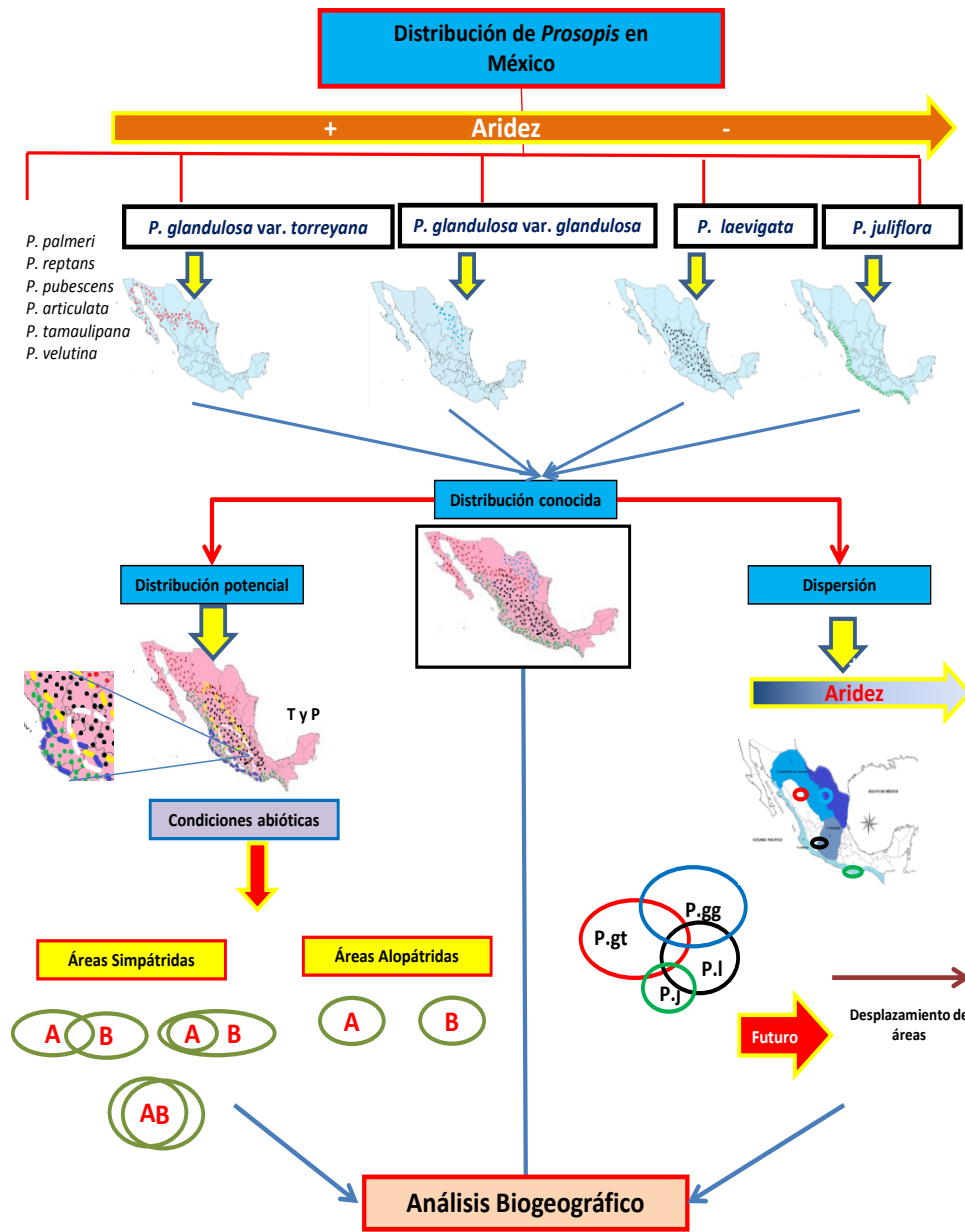 Distribución de Prosopis en
México
+ Aridez -
P. glandulosa var. torreyana
P. glandulosa var. glandulosa
P. laevigata
P. juliflora
P. palmeri
P. reptans
P. pubescens
P. articulata
P. tamaulipana
P. velutina
Distribución conocida
Distribución potencial
Dispersión
T y P
Aridez
GOLFO DE MÉXICO
OCEANO PACIFICO
Condiciones abióticas
Áreas Simpátridas
Áreas Alopátridas
A B
A B
AB
A
B
P.gg
P.gt
P.l
P.j
Futuro
Desplazamiento de
áreas
Análisis Biogeográfico